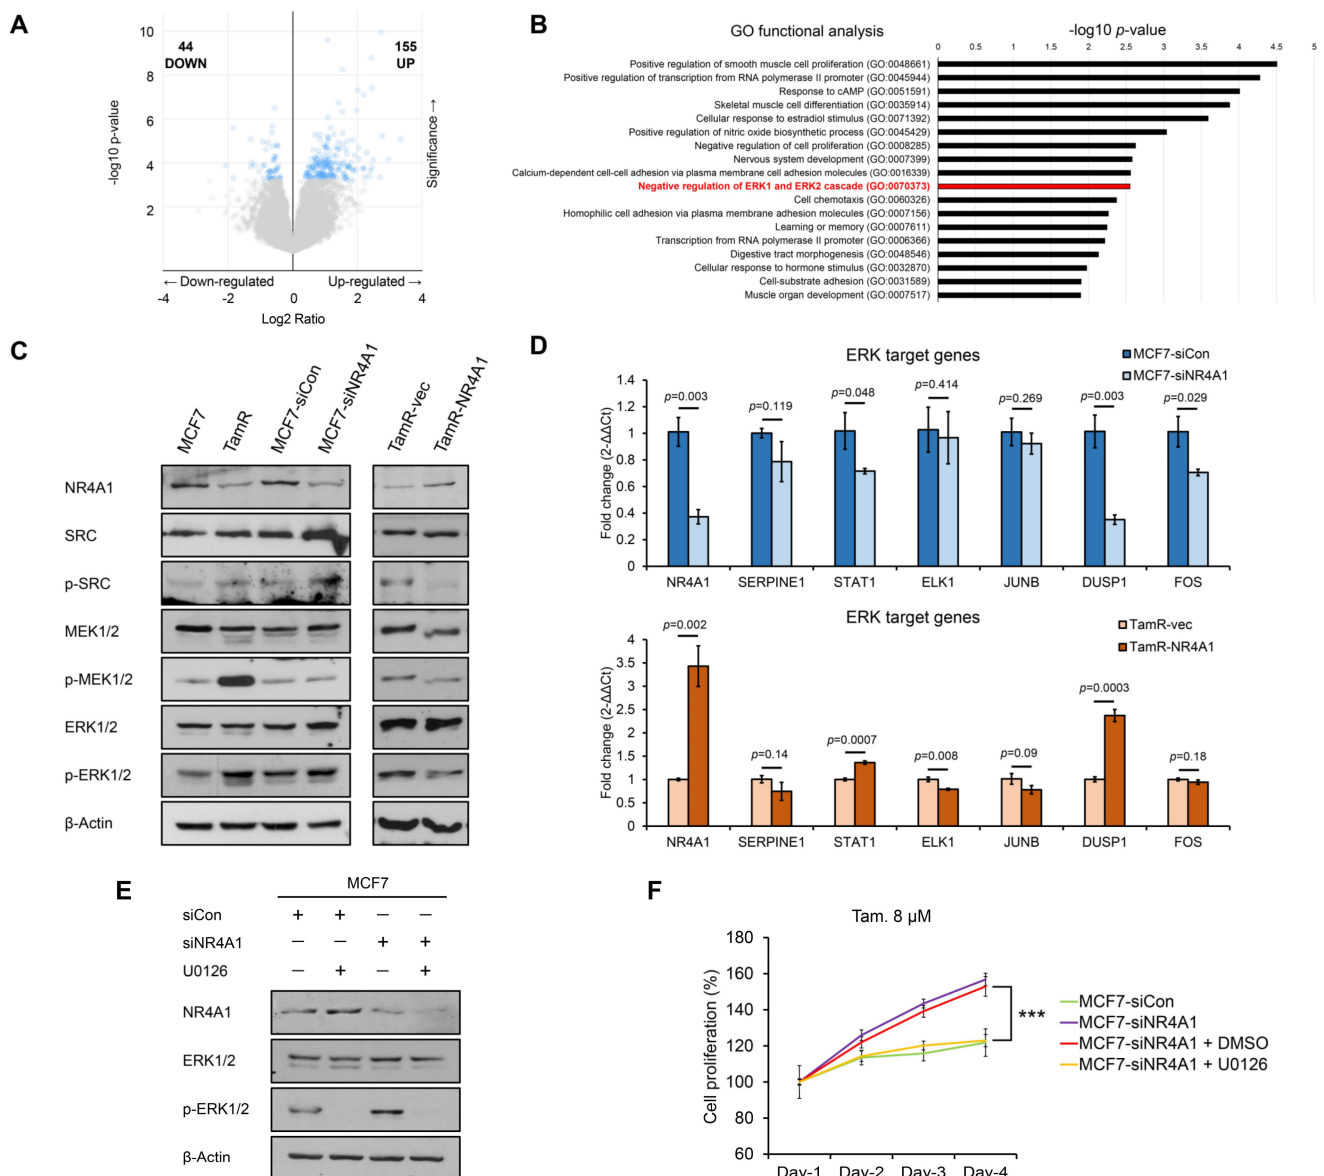 A
10
8
6
4
2
44
DOWN
155
UP
-log10 p-value
Significance →
← Down-regulated
Up-regulated →
-4
-2
0
2
4
Log2 Ratio
B
GO functional analysis
-log10 p-value
0
0.5
1
1.5
2
2.5
3
3.5
4
4.5
5
Positive regulation of smooth muscle cell proliferation (GO:0048661)
Positive regulation of transcription from RNA polymerase II promoter (GO:0045944)
Response to cAMP (GO:0051591)
Skeletal muscle cell differentiation (GO:0035914)
Cellular response to estradiol stimulus (GO:0071392)
Positive regulation of nitric oxide biosynthetic process (GO:0045429)
Negative regulation of cell proliferation (GO:0008285)
Nervous system development (GO:0007399)
Calcium-dependent cell-cell adhesion via plasma membrane cell adhesion molecules (GO:0016339)
Negative regulation of ERK1 and ERK2 cascade (GO:0070373)
Cell chemotaxis (GO:0060326)
Homophilic cell adhesion via plasma membrane adhesion molecules (GO:0007156)
Learning or memory (GO:0007611)
Transcription from RNA polymerase II promoter (GO:0006366)
Digestive tract morphogenesis (GO:0048546)
Cellular response to hormone stimulus (GO:0032870)
Cell-substrate adhesion (GO:0031589)
Muscle organ development (GO:0007517)
C
MCF7
TamR
MCF7-siCon
MCF7-siNR4A1
TamR-vec
TamR-NR4A1
NR4A1
SRC
p-SRC
MEK1/2
p-MEK1/2
ERK1/2
p-ERK1/2
β-Actin
D
ERK target genes
MCF7-siCon
MCF7-siNR4A1
Fold change (2-ΔΔCt)
1.4
1.2
1
0.8
0.6
0.4
0.2
0
p=0.003
p=0.119
p=0.048
p=0.414
p=0.269
p=0.003
p=0.029
NR4A1
SERPINE1
STAT1
ELK1
JUNB
DUSP1
FOS
ERK target genes
TamR-vec
TamR-NR4A1
Fold change (2-ΔΔCt)
4
3.5
3
2.5
2
1.5
1
0.5
0
p=0.002
p=0.14
p=0.0007
p=0.008
p=0.09
p=0.0003
p=0.18
NR4A1
SERPINE1
STAT1
ELK1
JUNB
DUSP1
FOS
E
MCF7
siCon + + − −
siNR4A1 − − + +
U0126 − + − +
NR4A1
ERK1/2
p-ERK1/2
β-Actin
F
Tam. 8 μM
Cell proliferation (%)
180
160
140
120
100
80
60
Day-1
Day-2
Day-3
Day-4
***
MCF7-siCon
MCF7-siNR4A1
MCF7-siNR4A1 + DMSO
MCF7-siNR4A1 + U0126